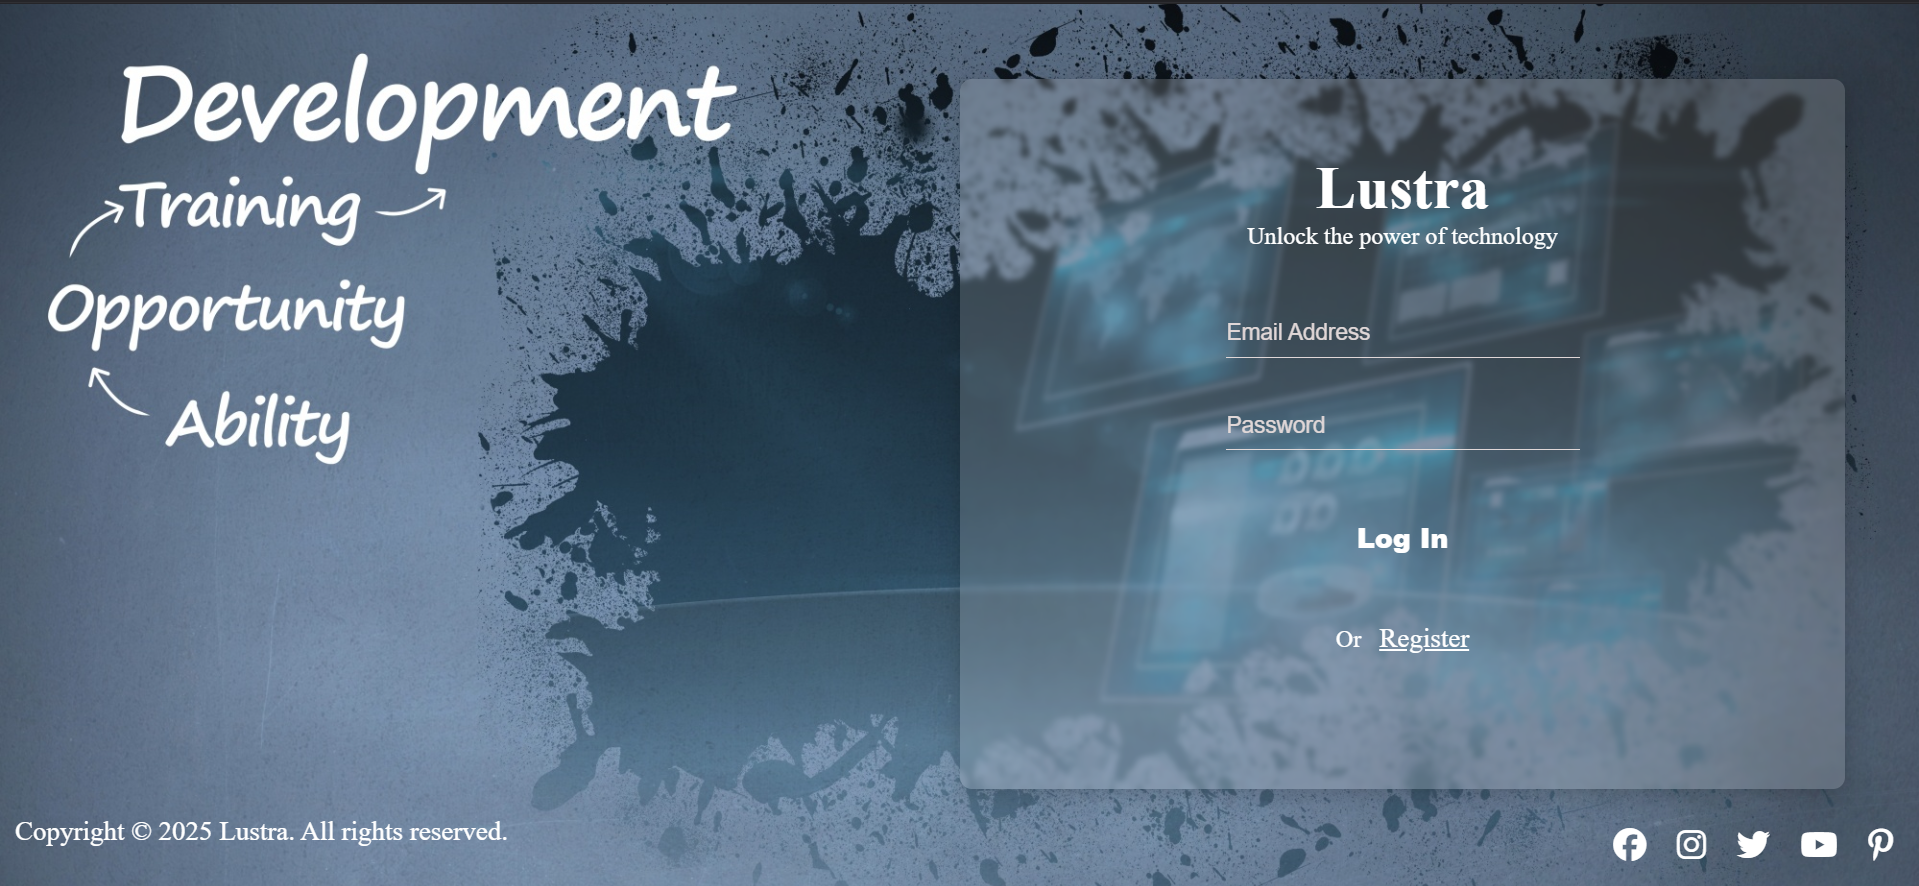 Development
Training
Opportunity
Ability
Lustra
Unlock the power of technology
Email Address
Password
Log In
Or Register
Copyright © 2025 Lustra. All rights reserved.